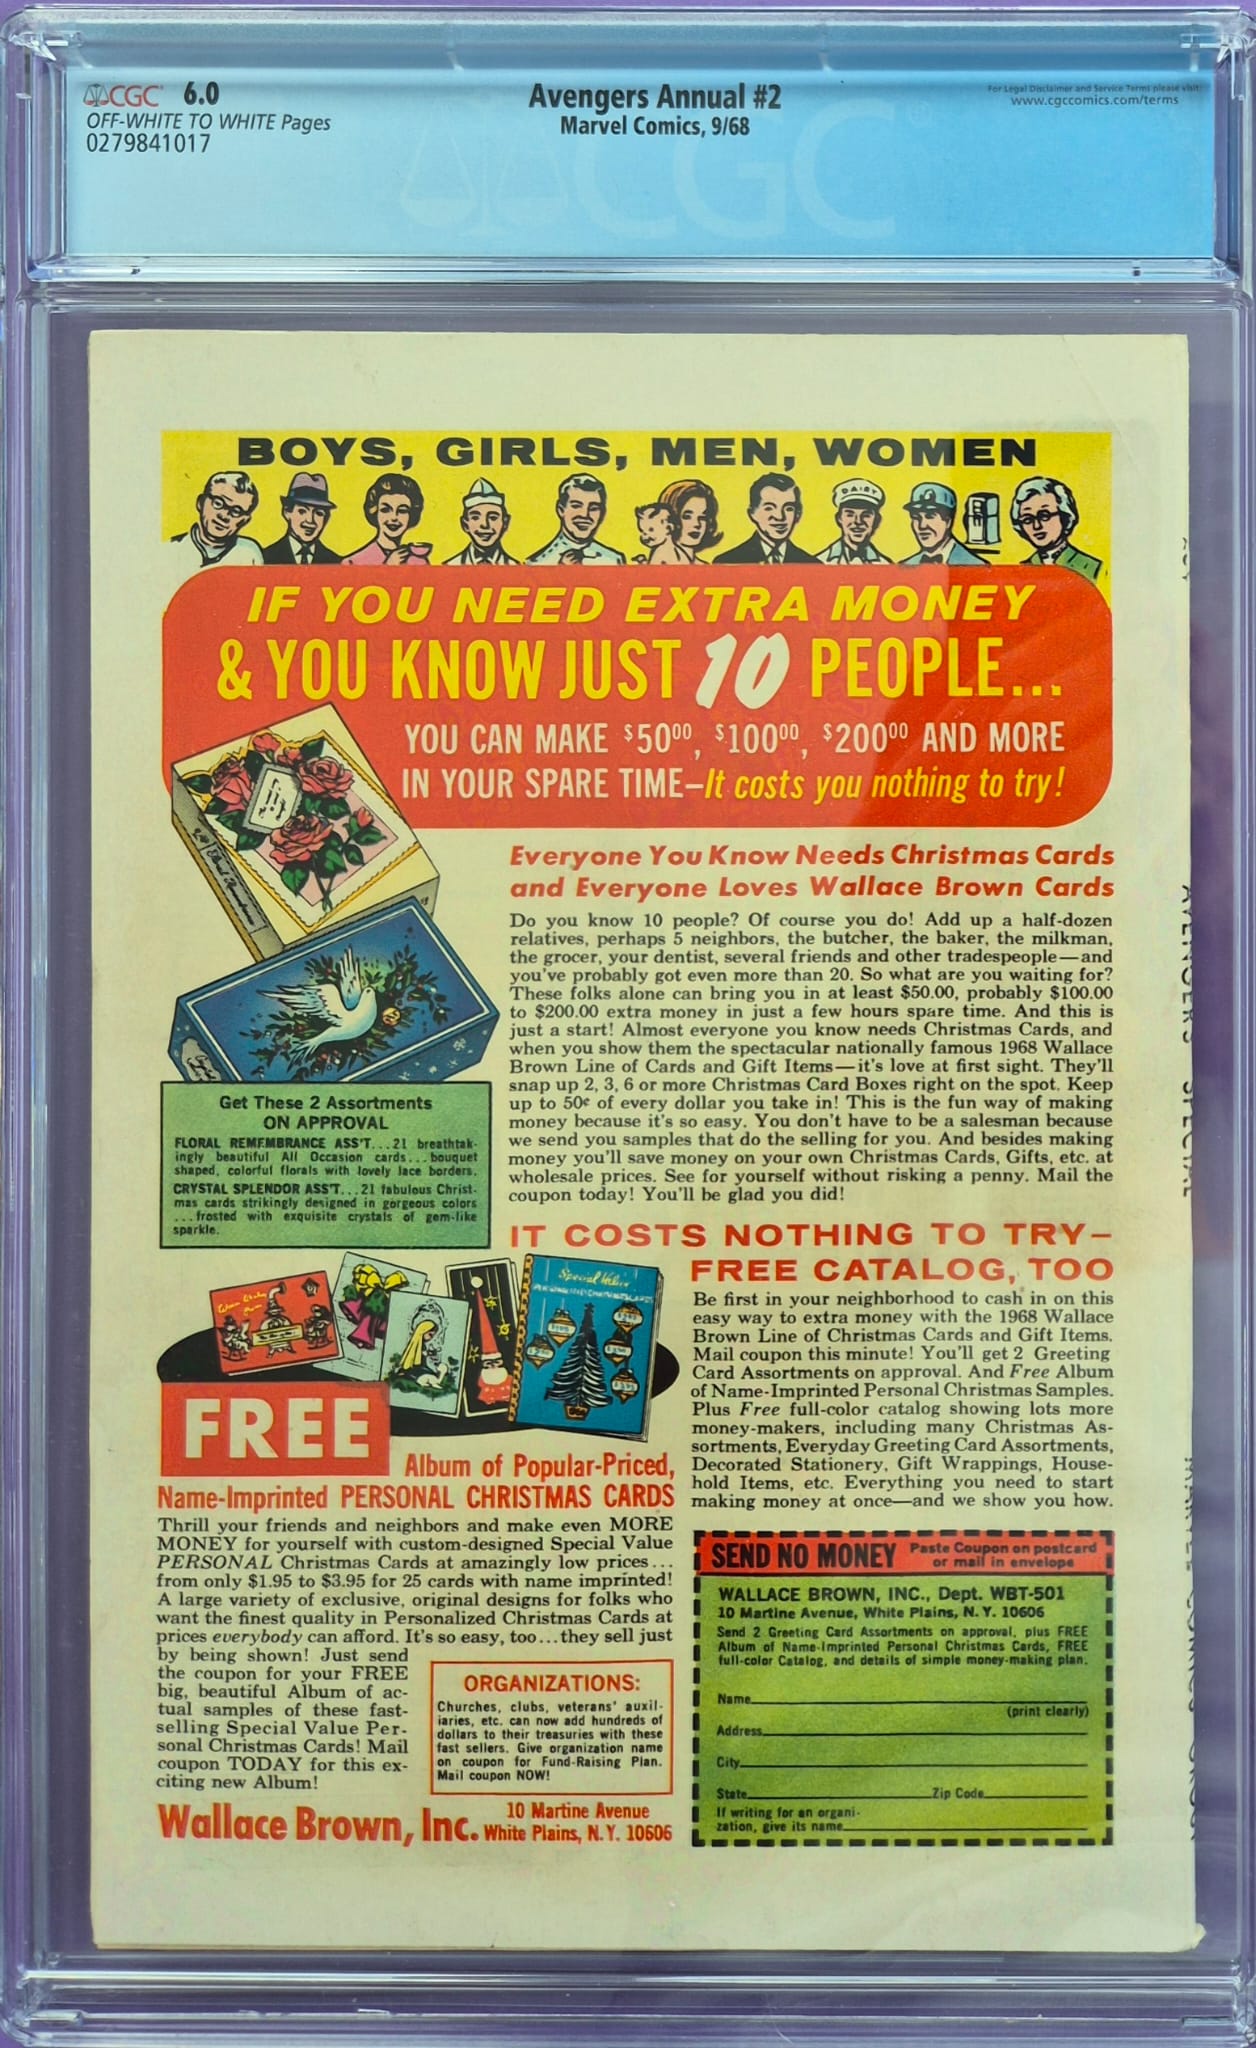 CGC 6.0
OFF-WHITE TO WHITE Pages
0279841017
Avengers Annual #2
Marvel Comics, 9/68
For Legal Disclaimer and Service Terms please visit:
www.cgccomics.com/terms
CGC
BOYS, GIRLS, MEN, WOMEN
DAIRY
IF YOU NEED EXTRA MONEY
& YOU KNOW JUST 10 PEOPLE...
YOU CAN MAKE $5000, $10000, $20000 AND MORE
IN YOUR SPARE TIME–It costs you nothing to try!
Everyone You Know Needs Christmas Cards
and Everyone Loves Wallace Brown Cards
Do you know 10 people? Of course you do! Add up a half-dozen
relatives, perhaps 5 neighbors, the butcher, the baker, the milkman,
the grocer, your dentist, several friends and other tradespeople—and
you've probably got even more than 20. So what are you waiting for?
These folks alone can bring you in at least $50.00, probably $100.00
to $200.00 extra money in just a few hours spare time. And this is
just a start! Almost everyone you know needs Christmas Cards, and
when you show them the spectacular nationally famous 1968 Wallace
Brown Line of Cards and Gift Items—it's love at first sight. They'll
snap up 2, 3, 6 or more Christmas Card Boxes right on the spot. Keep
up to 50¢ of every dollar you take in! This is the fun way of making
money because it's so easy. You don't have to be a salesman because
we send you samples that do the selling for you. And besides making
money you'll save money on your own Christmas Cards, Gifts, etc. at
wholesale prices. See for yourself without risking a penny. Mail the
coupon today! You'll be glad you did!
Get These 2 Assortments
ON APPROVAL
FLORAL REMEMBRANCE ASS'T...21 breathtak-
ingly beautiful All Occasion cards...bouquet
shaped, colorful florals with lovely lace borders.
CRYSTAL SPLENDOR ASS'T...21 fabulous Christ-
mas cards strikingly designed in gorgeous colors
...frosted with exquisite crystals of gem-like
sparkle.
IT COSTS NOTHING TO TRY–
FREE CATALOG, TOO
Be first in your neighborhood to cash in on this
easy way to extra money with the 1968 Wallace
Brown Line of Christmas Cards and Gift Items.
Mail coupon this minute! You'll get 2 Greeting
Card Assortments on approval. And Free Album
of Name-Imprinted Personal Christmas Samples.
Plus Free full-color catalog showing lots more
money-makers, including many Christmas As-
sortments, Everyday Greeting Card Assortments,
Decorated Stationery, Gift Wrappings, House-
hold Items, etc. Everything you need to start
making money at once—and we show you how.
Special Value
FREE
Album of Popular-Priced,
Name-Imprinted PERSONAL CHRISTMAS CARDS
Thrill your friends and neighbors and make even MORE
MONEY for yourself with custom-designed Special Value
PERSONAL Christmas Cards at amazingly low prices...
from only $1.95 to $3.95 for 25 cards with name imprinted!
A large variety of exclusive, original designs for folks who
want the finest quality in Personalized Christmas Cards at
prices everybody can afford. It's so easy, too...they sell just
by being shown! Just send
the coupon for your FREE
big, beautiful Album of ac-
tual samples of these fast-
selling Special Value Per-
sonal Christmas Cards! Mail
coupon TODAY for this ex-
citing new Album!
ORGANIZATIONS:
Churches, clubs, veterans' auxil-
iaries, etc. can now add hundreds of
dollars to their treasuries with these
fast sellers. Give organization name
on coupon for Fund-Raising Plan.
Mail coupon NOW!
Wallace Brown, Inc. 10 Martine Avenue
White Plains, N.Y. 10606
SEND NO MONEY Paste Coupon on postcard
or mail in envelope
WALLACE BROWN, INC., Dept. WBT-501
10 Martine Avenue, White Plains, N. Y. 10606
Send 2 Greeting Card Assortments on approval, plus FREE
Album of Name-Imprinted Personal Christmas Cards, FREE
full-color Catalog, and details of simple money-making plan.
Name
(print clearly)
Address
City
State Zip Code
If writing for an organi-
zation, give its name
AVENGERS SPECIAL